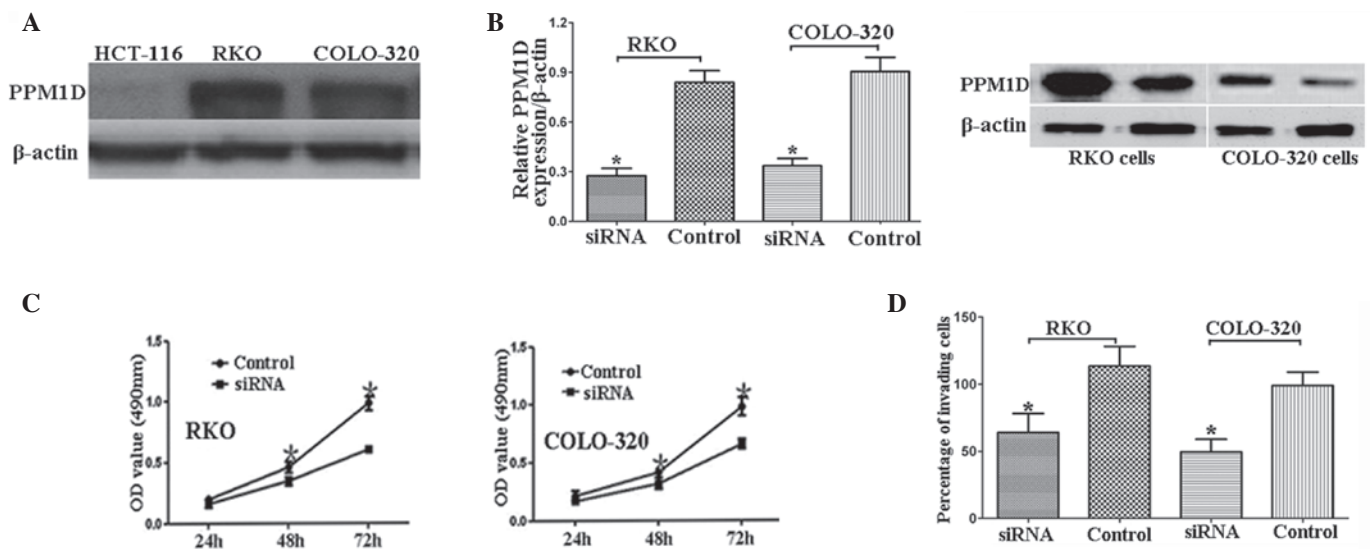 A
HCT-116 RKO COLO-320
PPM1D
β-actin
B
Relative PPM1D
expression/β-actin
1.2
0.9
0.6
0.3
0.0
RKO
COLO-320
*
*
siRNA Control siRNA Control
PPM1D
β-actin
RKO cells COLO-320 cells
C
OD value (490nm)
1.5
1.0
0.5
0.0
Control
siRNA
RKO
*
*
24h 48h 72h
OD value (490nm)
1.5
1.0
0.5
0.0
Control
siRNA
COLO-320
*
*
24h 48h 72h
D
Percentage of invading cells
150
100
50
0
RKO
COLO-320
*
*
siRNA Control siRNA Control